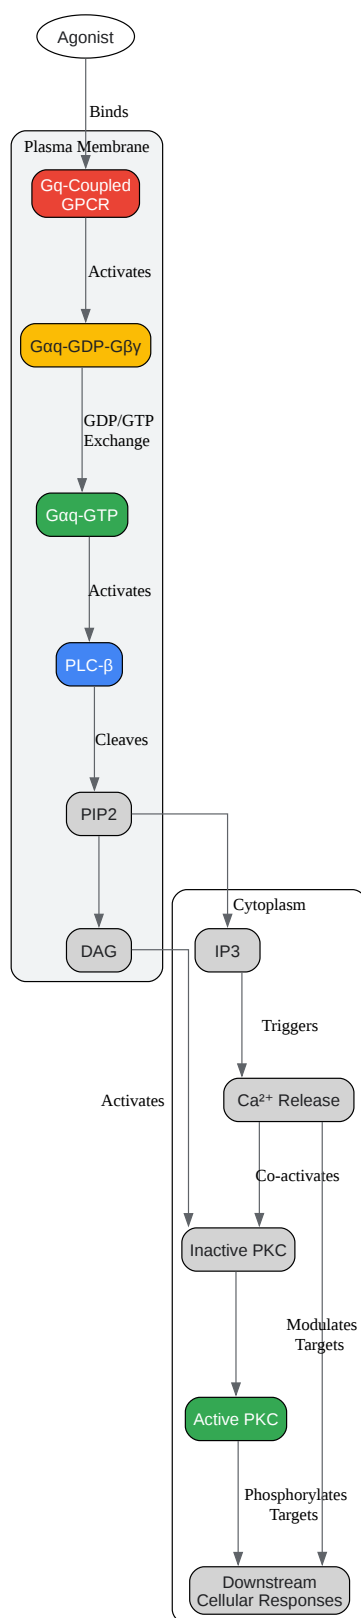 Agonist
Binds
Plasma Membrane
Gq-Coupled
GPCR
Activates
Gαq-GDP-Gβγ
GDP/GTP
Exchange
Gαq-GTP
Activates
PLC-β
Cleaves
PIP2
Cytoplasm
DAG
IP3
Triggers
Activates
Ca²⁺ Release
Co-activates
Inactive PKC
Modulates
Targets
Active PKC
Phosphorylates
Targets
Downstream
Cellular Responses